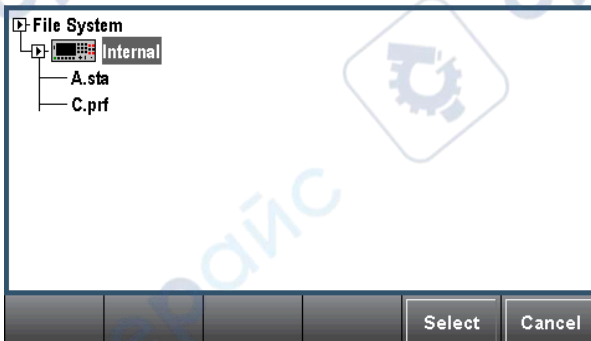 File System
Internal
A.sta
C.prf
Select Cancel